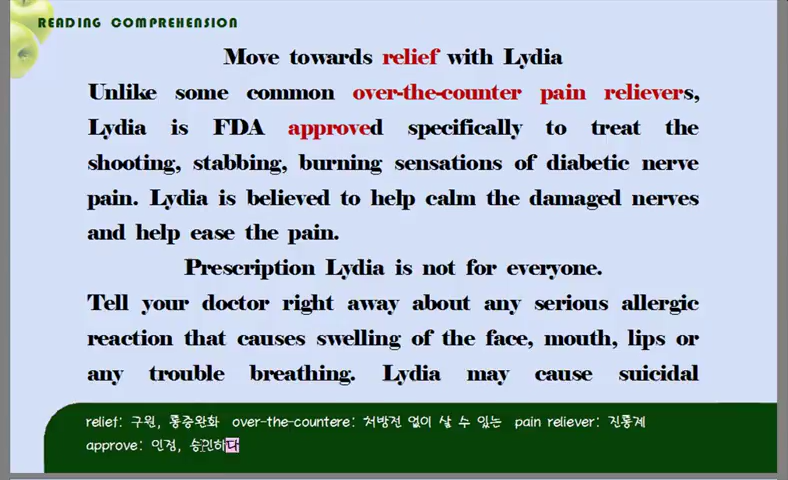 READING COMPREHENSION
Move towards relief with Lydia
Unlike some common over-the-counter pain relievers,
Lydia is FDA approved specifically to treat the
shooting, stabbing, burning sensations of diabetic nerve
pain. Lydia is believed to help calm the damaged nerves
and help ease the pain.
Prescription Lydia is not for everyone.
Tell your doctor right away about any serious allergic
reaction that causes swelling of the face, mouth, lips or
any trouble breathing. Lydia may cause suicidal
relief: 구원, 통증완화 over-the-countere: 처방전 없이 살 수 있는 pain reliever: 진통제
approve: 인정, 승인하다